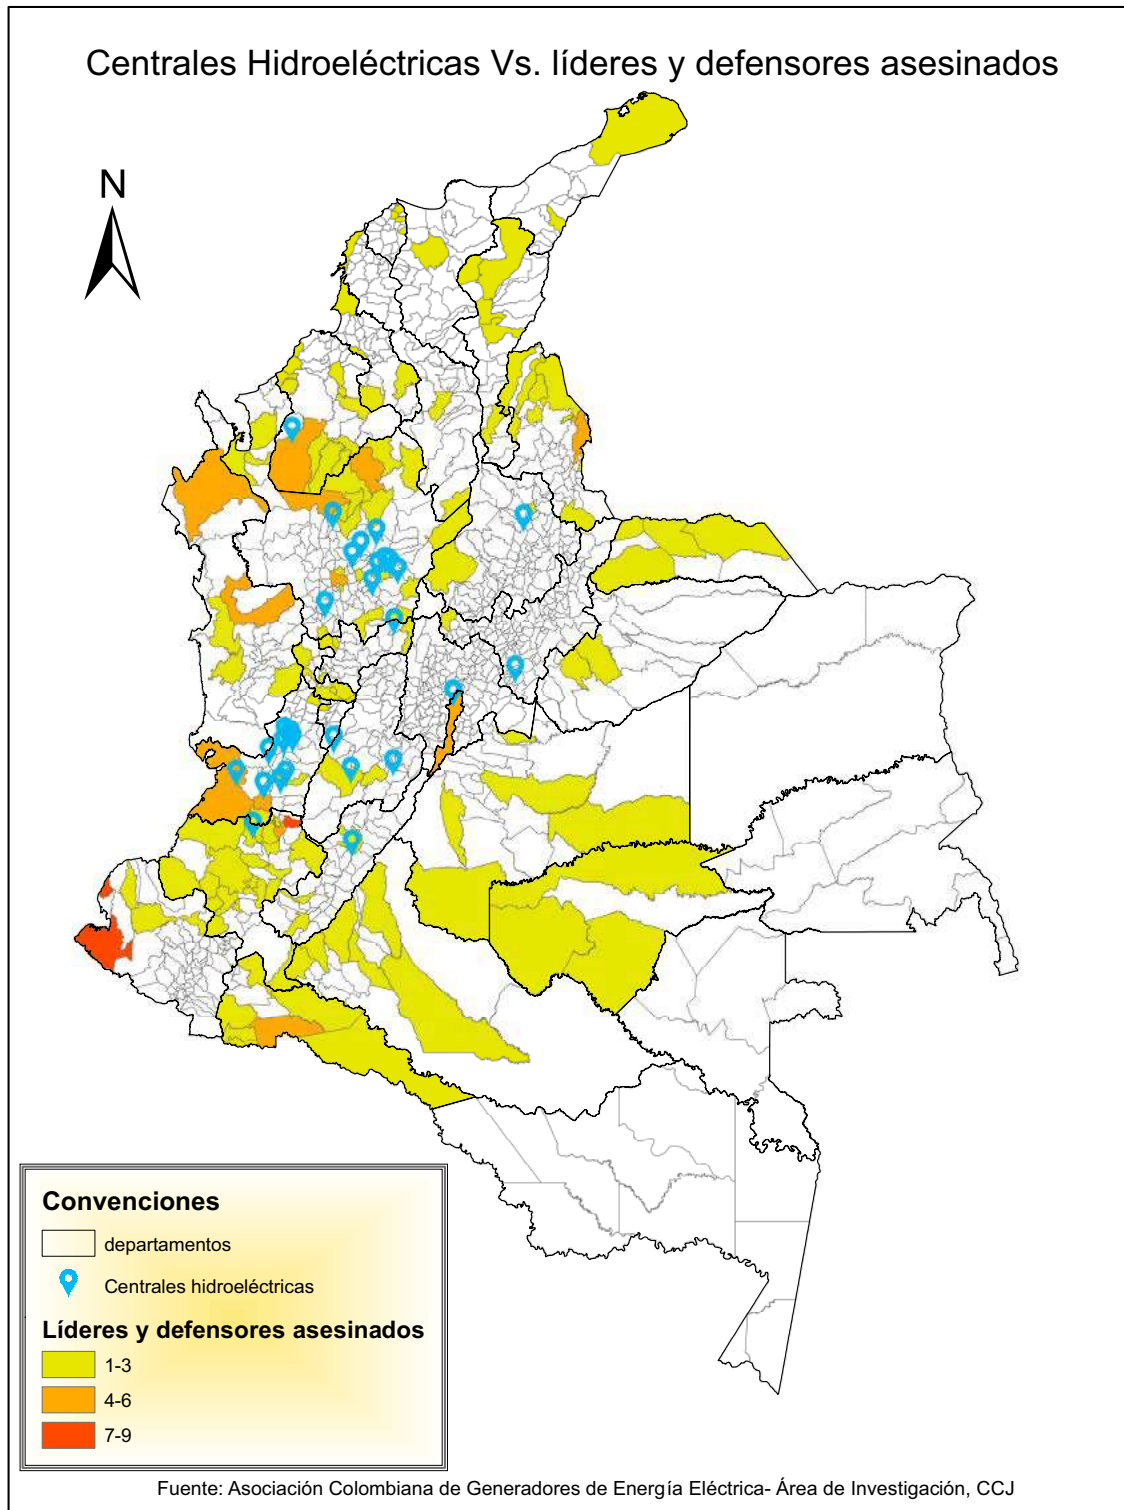 Centrales Hidroeléctricas Vs. líderes y defensores asesinados
N
Convenciones
departamentos
Centrales hidroeléctricas
Líderes y defensores asesinados
1-3
4-6
7-9
Fuente: Asociación Colombiana de Generadores de Energía Eléctrica- Área de Investigación, CCJ